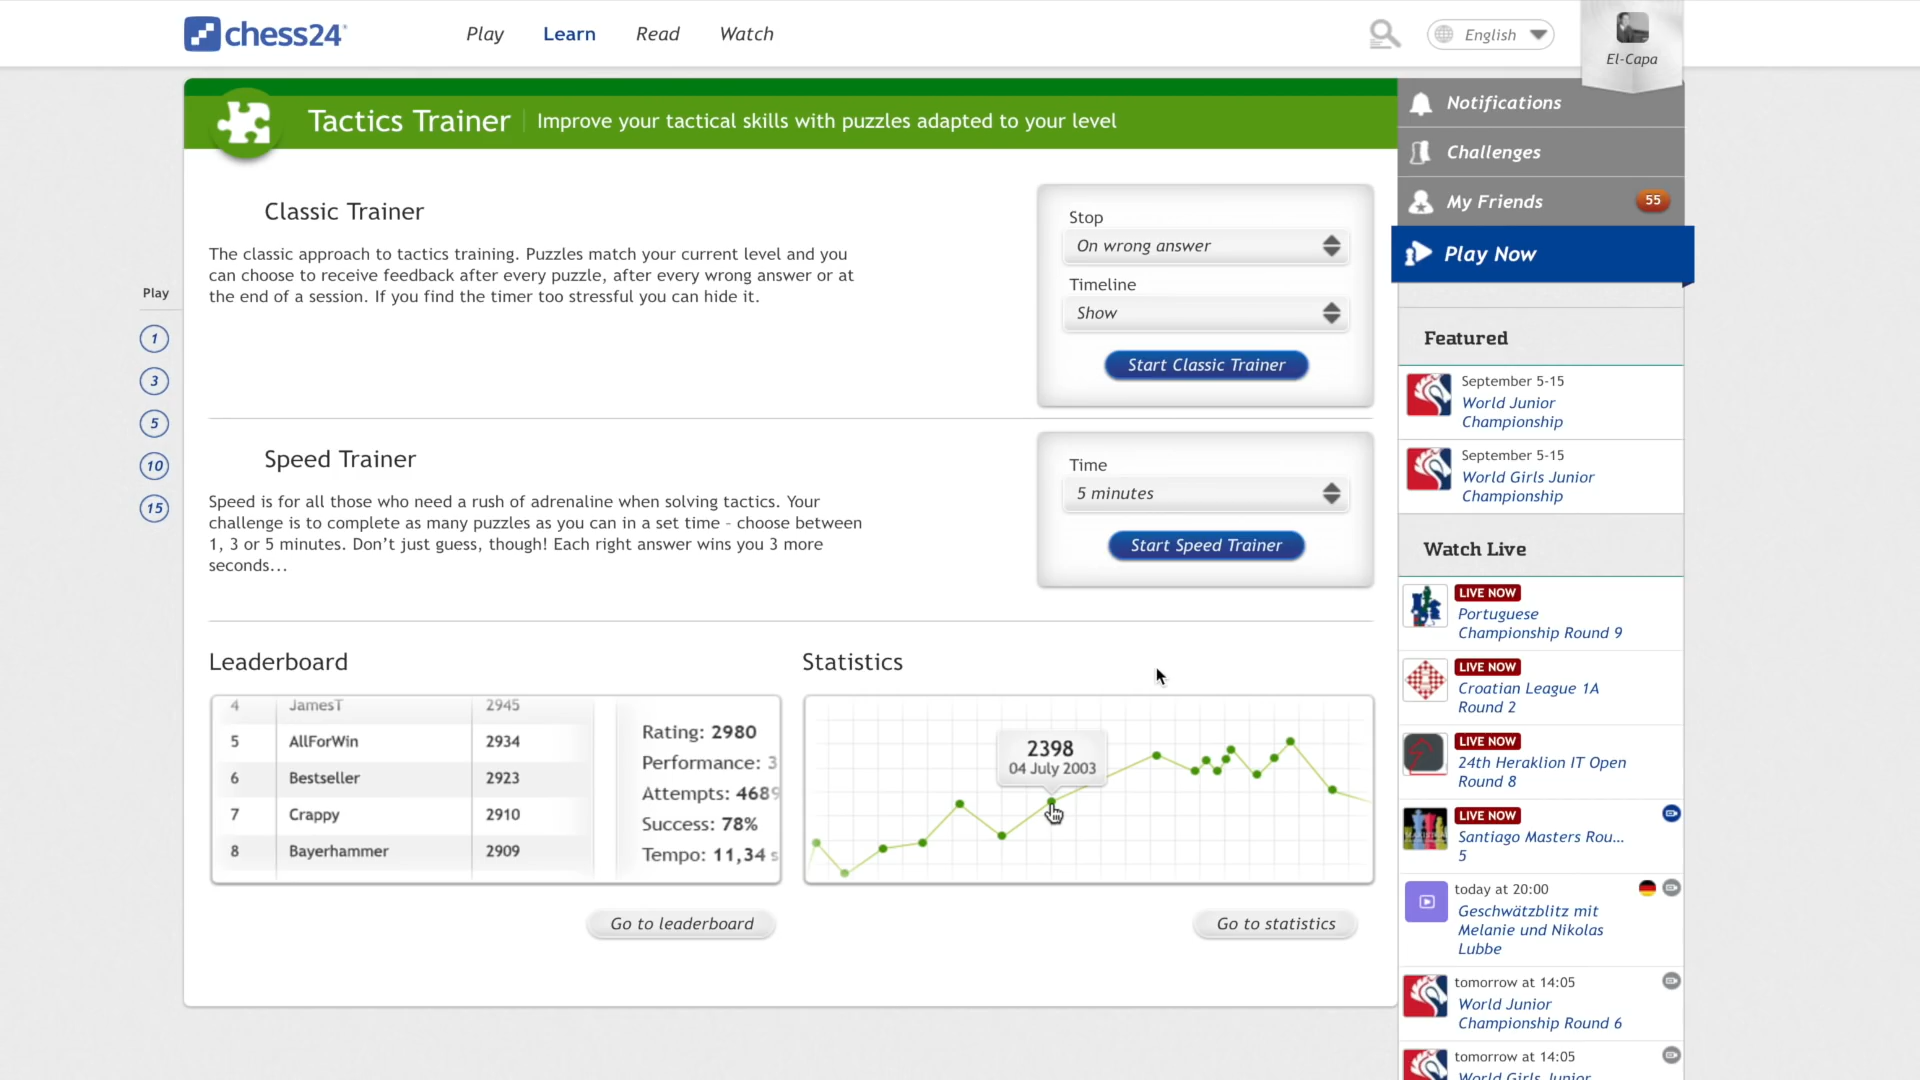 chess24
Play
Learn
Read
Watch
English
El-Capa
Tactics Trainer
Improve your tactical skills with puzzles adapted to your level
Classic Trainer
The classic approach to tactics training. Puzzles match your current level and you
can choose to receive feedback after every puzzle, after every wrong answer or at
the end of a session. If you find the timer too stressful you can hide it.
Stop
On wrong answer
Timeline
Show
Start Classic Trainer
Play
1
3
5
10
15
Speed Trainer
Speed is for all those who need a rush of adrenaline when solving tactics. Your
challenge is to complete as many puzzles as you can in a set time – choose between
1, 3 or 5 minutes. Don't just guess, though! Each right answer wins you 3 more
seconds...
Time
5 minutes
Start Speed Trainer
Leaderboard
4 JamesT 2945
5 AllForWin 2934
6 Bestseller 2923
7 Crappy 2910
8 Bayerhammer 2909
Rating: 2980
Performance: 3
Attempts: 4689
Success: 78%
Tempo: 11,34 s
Go to leaderboard
Statistics
2398
04 July 2003
Go to statistics
Notifications
Challenges
My Friends
55
Play Now
Featured
September 5-15
World Junior
Championship
September 5-15
World Girls Junior
Championship
Watch Live
LIVE NOW
Portuguese
Championship Round 9
LIVE NOW
Croatian League 1A
Round 2
LIVE NOW
24th Heraklion IT Open
Round 8
LIVE NOW
Santiago Masters Rou...
5
today at 20:00
Geschwätzblitz mit
Melanie und Nikolas
Lubbe
tomorrow at 14:05
World Junior
Championship Round 6
tomorrow at 14:05
World Girls Junior